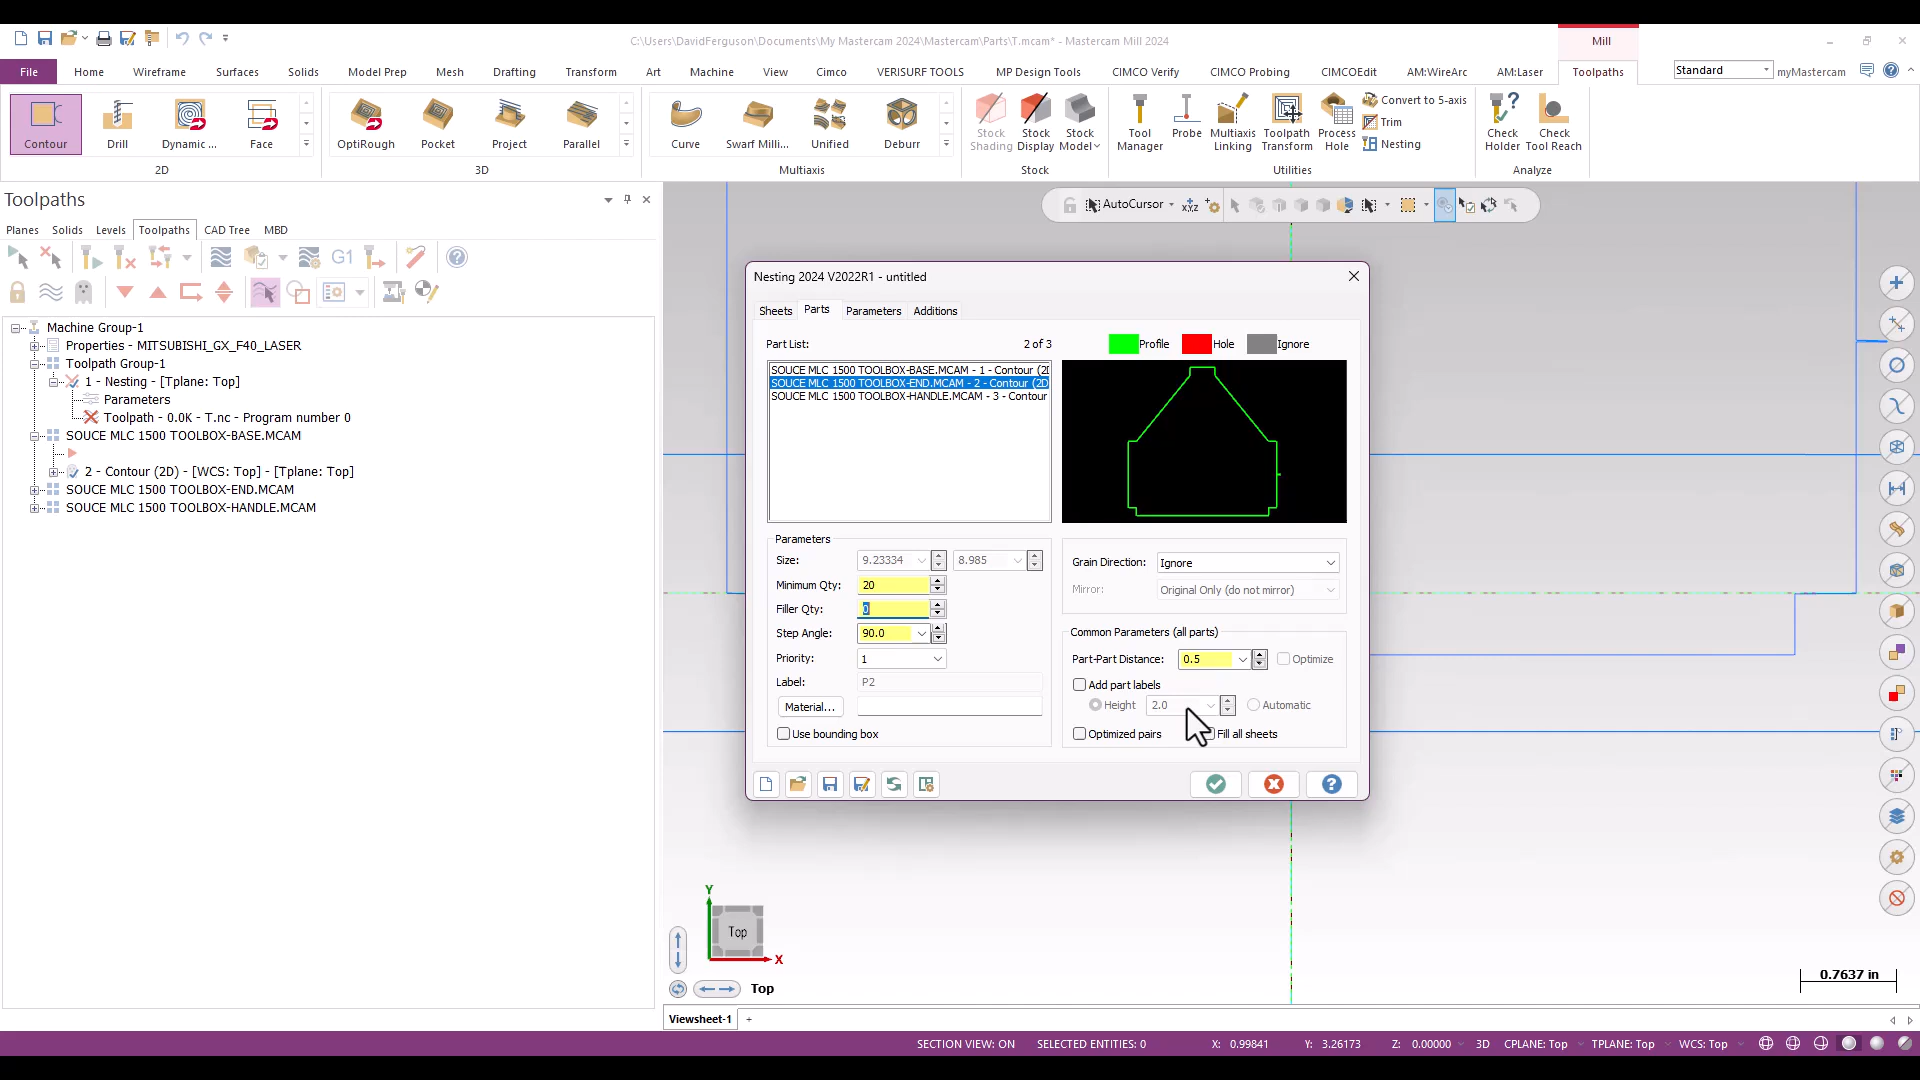 C:\Users\DavidFerguson\Documents\My Mastercam 2024\Mastercam\Parts\T.mcam* - Mastercam Mill 2024
Mill
File Home Wireframe Surfaces Solids Model Prep Mesh Drafting Transform Art Machine View Cimco VERISURF TOOLS MP Design Tools CIMCO Verify CIMCO Probing CIMCOEdit AM:WireArc AM:Laser Toolpaths Standard myMastercam
Contour Drill Dynamic ... Face
2D
OptiRough Pocket Project Parallel
3D
Curve Swarf Milli... Unified Deburr
Multiaxis
Stock Shading
Stock Display
Stock Model
Stock
Tool Manager
Probe
Multiaxis Linking
Toolpath Transform
Process Hole
Convert to 5-axis
Trim
Nesting
Utilities
Check Holder
Check Tool Reach
Analyze
Toolpaths
Planes Solids Levels Toolpaths CAD Tree MBD
G1
AutoCursor
XYZ
Machine Group-1
Properties - MITSUBISHI_GX_F40_LASER
Toolpath Group-1
1 - Nesting - [Tplane: Top]
Parameters
Toolpath - 0.0K - T.nc - Program number 0
SOUCE MLC 1500 TOOLBOX-BASE.MCAM
2 - Contour (2D) - [WCS: Top] - [Tplane: Top]
SOUCE MLC 1500 TOOLBOX-END.MCAM
SOUCE MLC 1500 TOOLBOX-HANDLE.MCAM
Nesting 2024 V2022R1 - untitled
Sheets Parts Parameters Additions
Part List: 2 of 3
Profile Hole Ignore
SOUCE MLC 1500 TOOLBOX-BASE.MCAM - 1 - Contour (2D
SOUCE MLC 1500 TOOLBOX-END.MCAM - 2 - Contour (2D
SOUCE MLC 1500 TOOLBOX-HANDLE.MCAM - 3 - Contour
Parameters
Size: 9.23334 8.985
Minimum Qty: 20
Filler Qty: 0
Step Angle: 90.0
Priority: 1
Label: P2
Material...
Use bounding box
Grain Direction: Ignore
Mirror: Original Only (do not mirror)
Common Parameters (all parts)
Part-Part Distance: 0.5 Optimize
Add part labels
Height 2.0 Automatic
Optimized pairs Fill all sheets
Y
Top
X
Top
0.7637 in
Viewsheet-1 +
SECTION VIEW: ON SELECTED ENTITIES: 0 X: 0.99841 Y: 3.26173 Z: 0.00000 3D CPLANE: Top TPLANE: Top WCS: Top